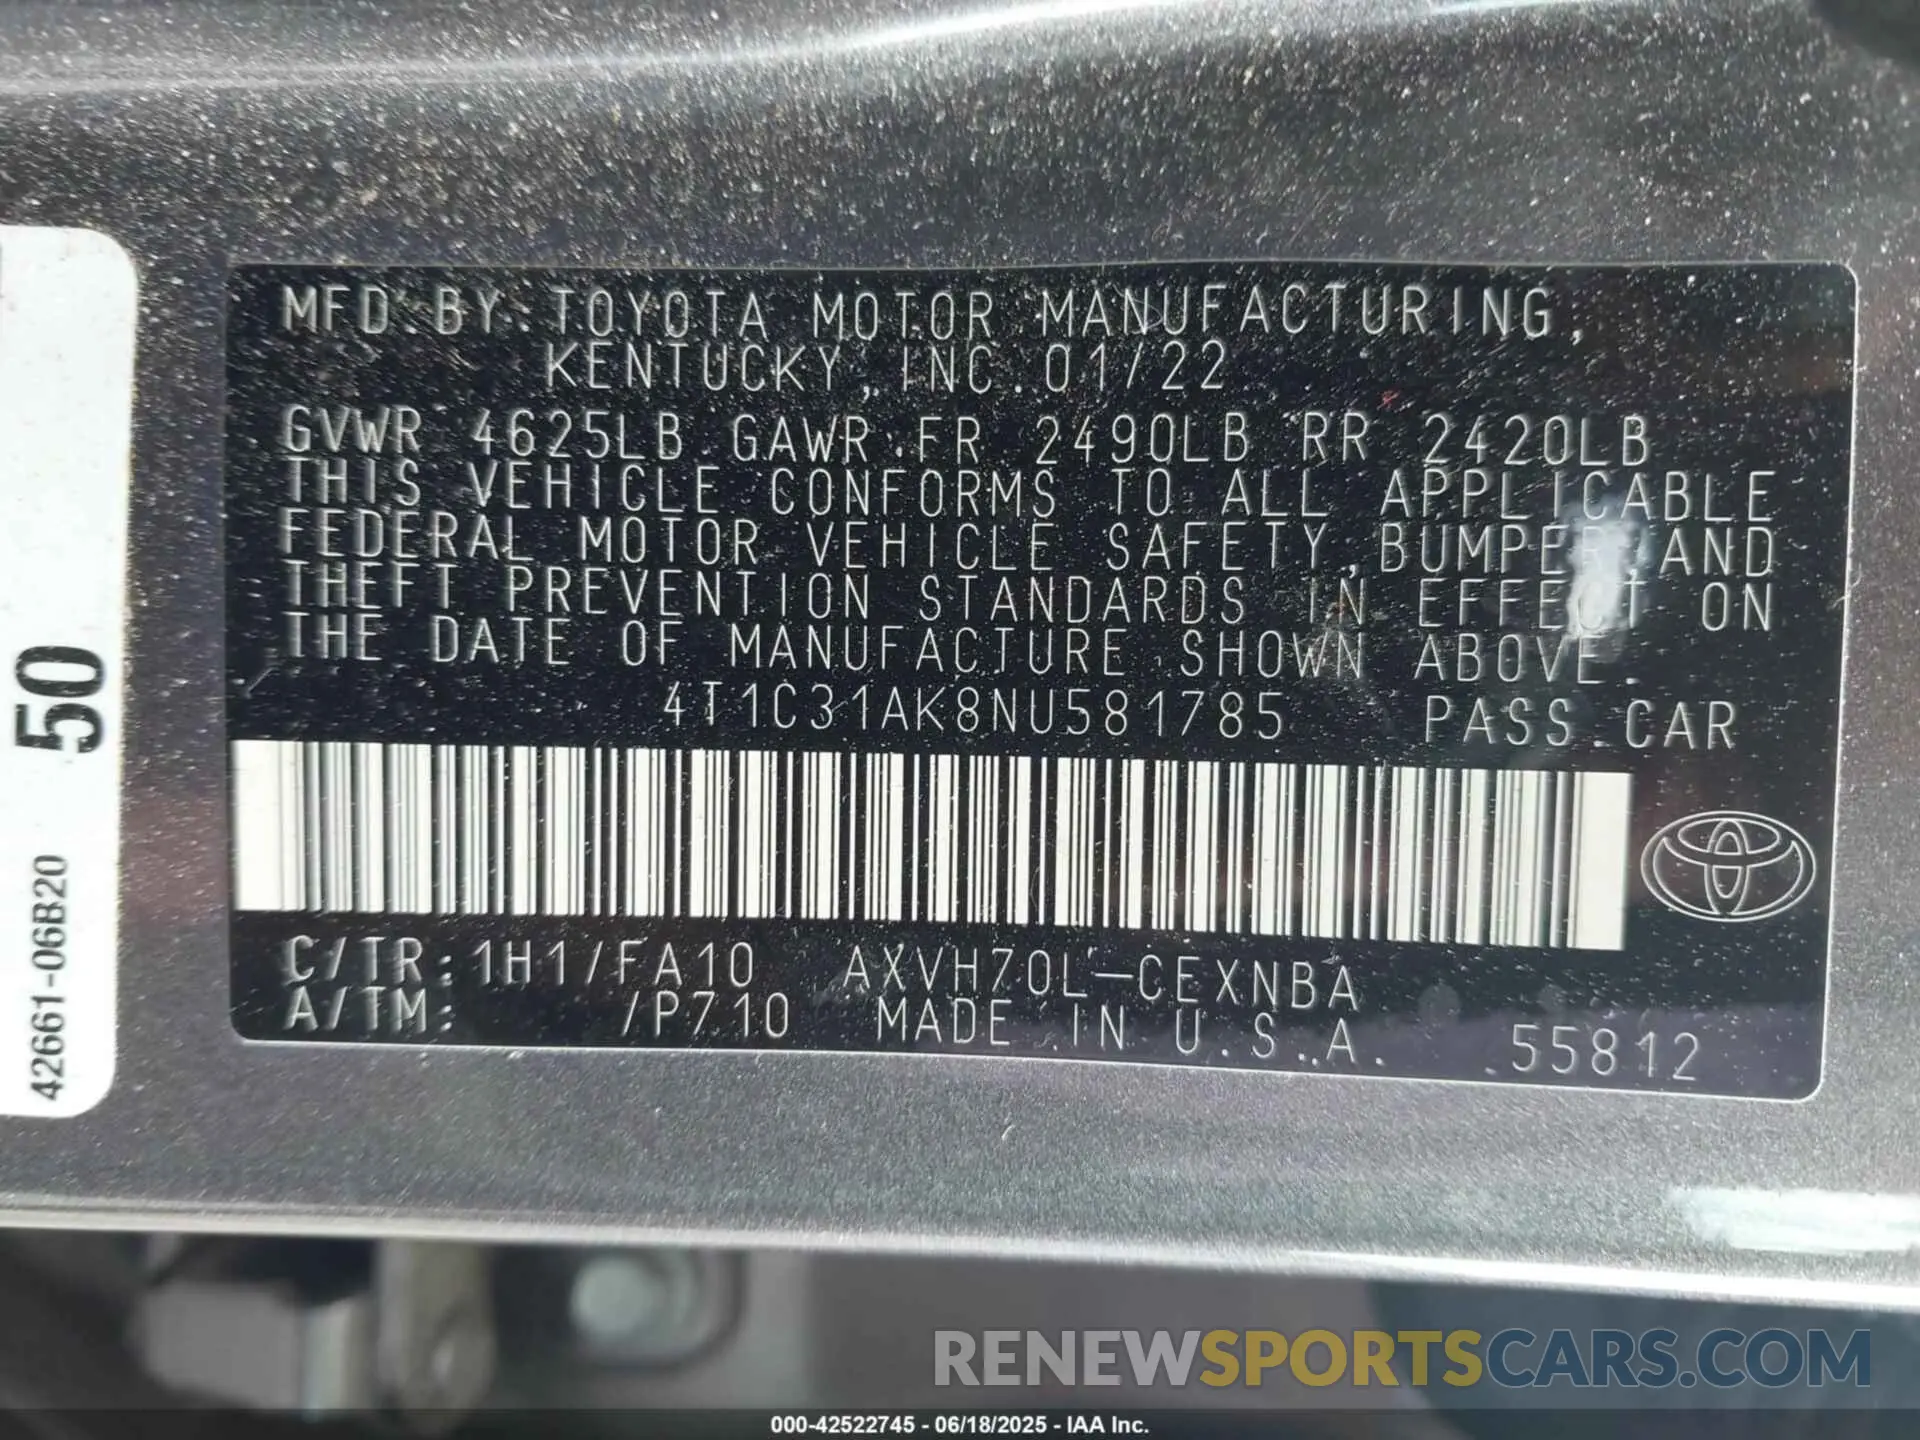 MFD. BY: TOYOTA MOTOR MANUFACTURING,
KENTUCKY, INC. 01/22
GVWR 4625LB GAWR FR 2490LB RR 2420LB
THIS VEHICLE CONFORMS TO ALL APPLICABLE
FEDERAL MOTOR VEHICLE SAFETY, BUMPER, AND
THEFT PREVENTION STANDARDS IN EFFECT ON
THE DATE OF MANUFACTURE SHOWN ABOVE.
4T1C31AK8NU581785 PASS.CAR
C/TR: 1H1/FA10 AXVH70L-CEXNBA
A/TM: /P710 MADE IN U.S.A. 55812
50
42661-06B20
RENEWSPORTSCARS.COM
000-42522745 - 06/18/2025 - IAA Inc.